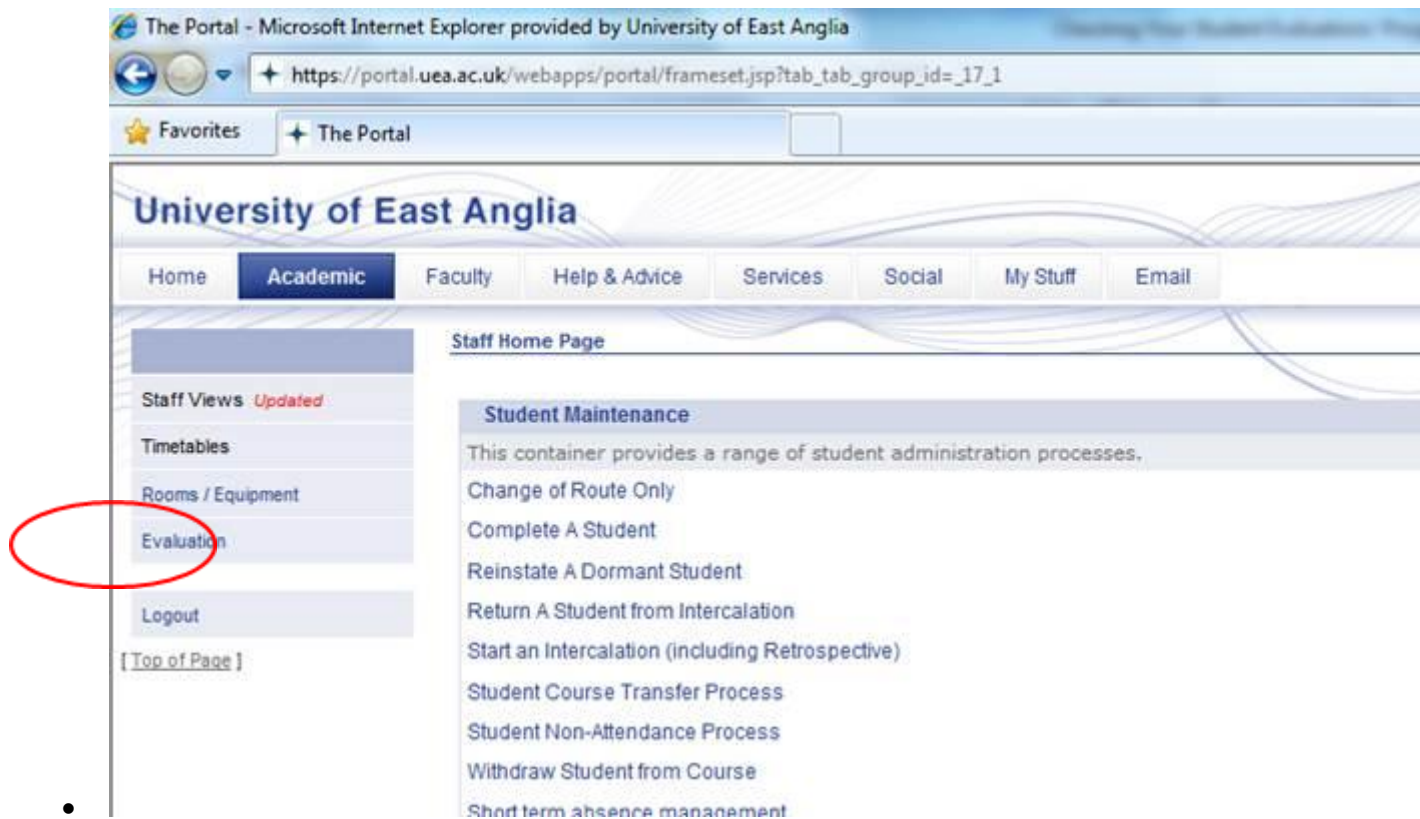 The Portal - Microsoft Internet Explorer provided by University of East Anglia
https://portal.uea.ac.uk/webapps/portal/frameset.jsp?tab_tab_group_id=_17_1
Favorites
The Portal
University of East Anglia
Home Academic Faculty Help & Advice Services Social My Stuff Email
Staff Views Updated
Timetables
Rooms / Equipment
Evaluation
Logout
[ Top of Page ]
Staff Home Page
Student Maintenance
This container provides a range of student administration processes.
Change of Route Only
Complete A Student
Reinstate A Dormant Student
Return A Student from Intercalation
Start an Intercalation (including Retrospective)
Student Course Transfer Process
Student Non-Attendance Process
Withdraw Student from Course
Short term absence management